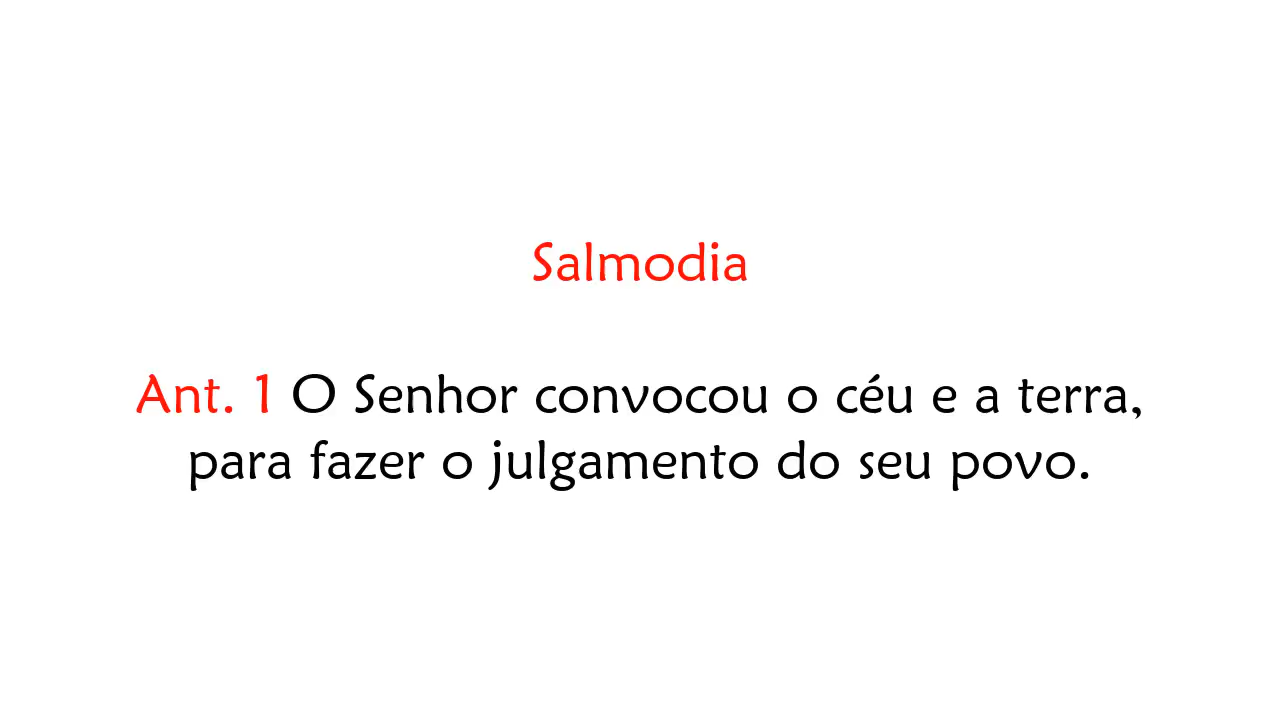 Salmodia
Ant. 1 O Senhor convocou o céu e a terra,
para fazer o julgamento do seu povo.